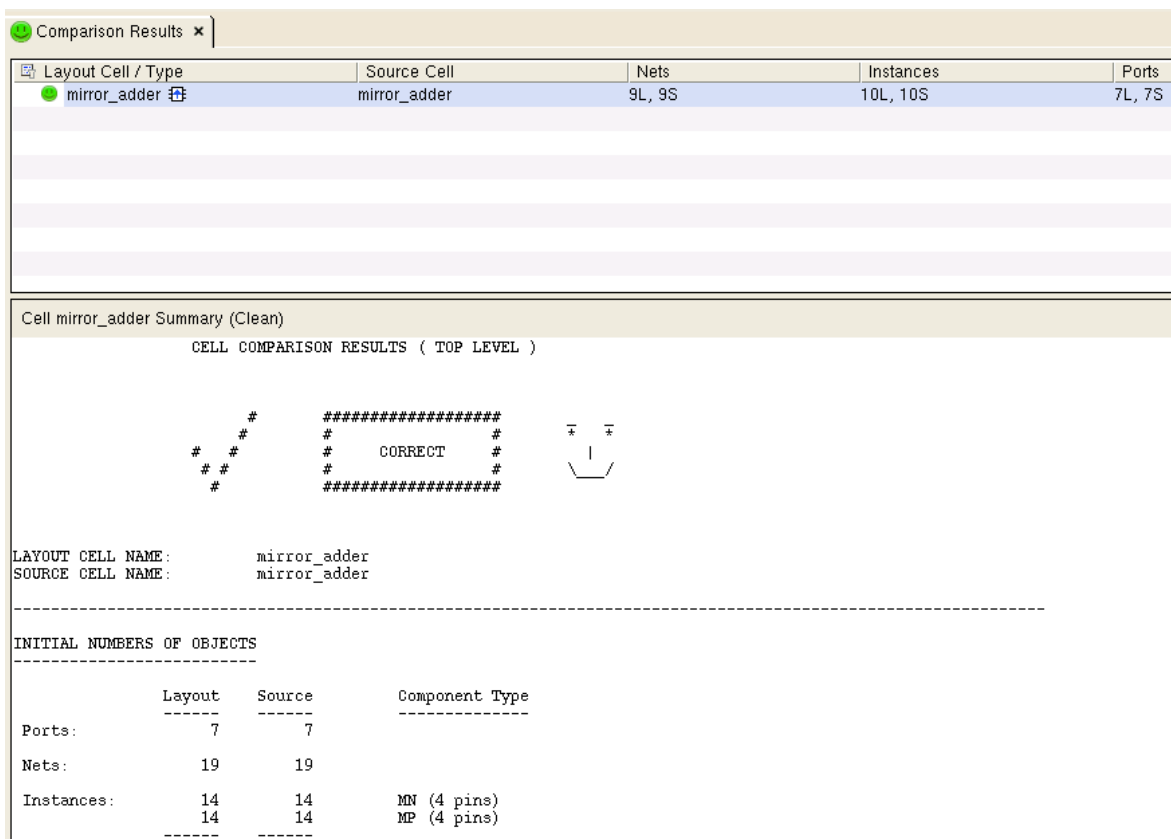 Comparison Results ×
Layout Cell / Type Source Cell Nets Instances Ports
mirror_adder mirror_adder 9L, 9S 10L, 10S 7L, 7S
Cell mirror_adder Summary (Clean)
CELL COMPARISON RESULTS ( TOP LEVEL )
# ################### _ _
# # # * *
# # # CORRECT # |
# # # # \___/
# ###################
LAYOUT CELL NAME: mirror_adder
SOURCE CELL NAME: mirror_adder
--------------------------------------------------------------------------------------------------------------
INITIAL NUMBERS OF OBJECTS
--------------------------
Layout Source Component Type
------ ------ --------------
Ports: 7 7
Nets: 19 19
Instances: 14 14 MN (4 pins)
14 14 MP (4 pins)
------ ------